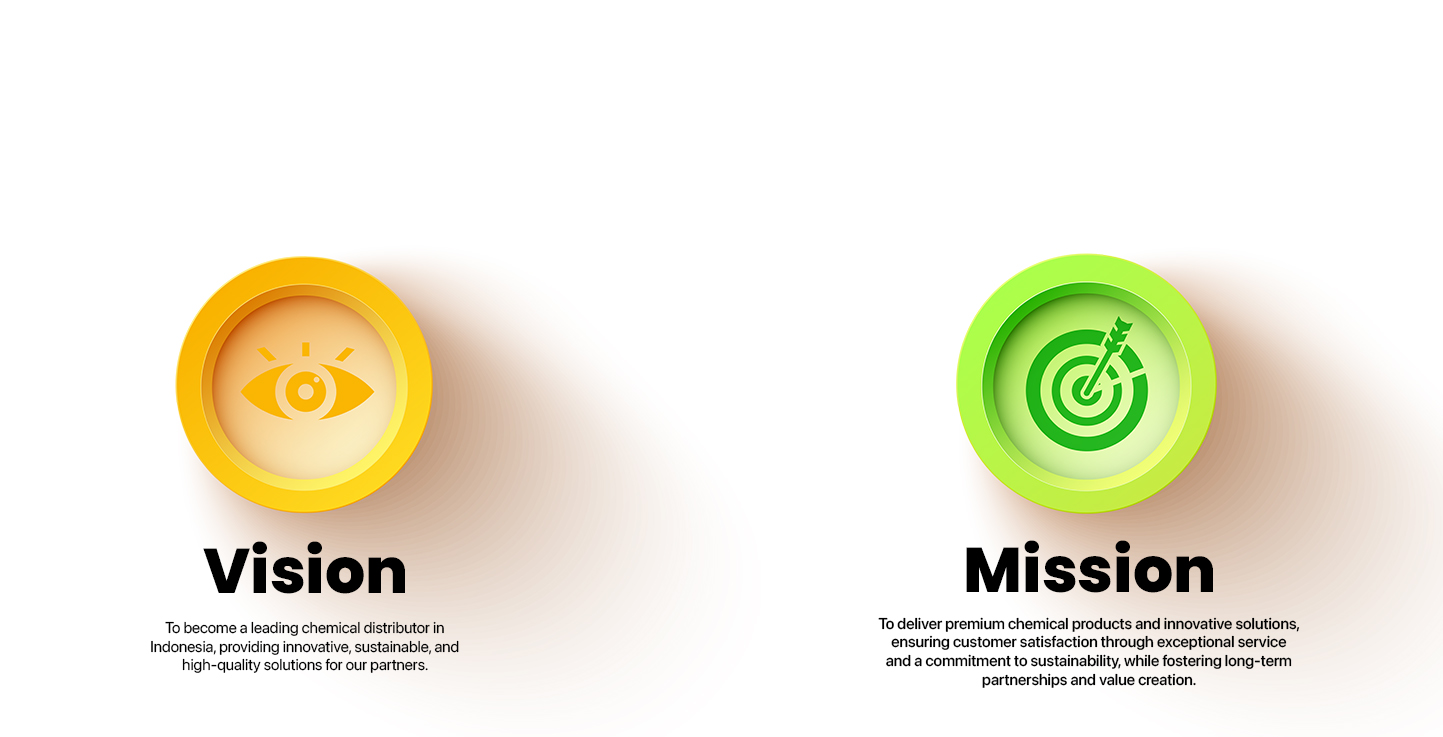 Vision
To become a leading chemical distributor in
Indonesia, providing innovative, sustainable, and
high-quality solutions for our partners.
Mission
To deliver premium chemical products and innovative solutions,
ensuring customer satisfaction through exceptional service
and a commitment to sustainability, while fostering long-term
partnerships and value creation.